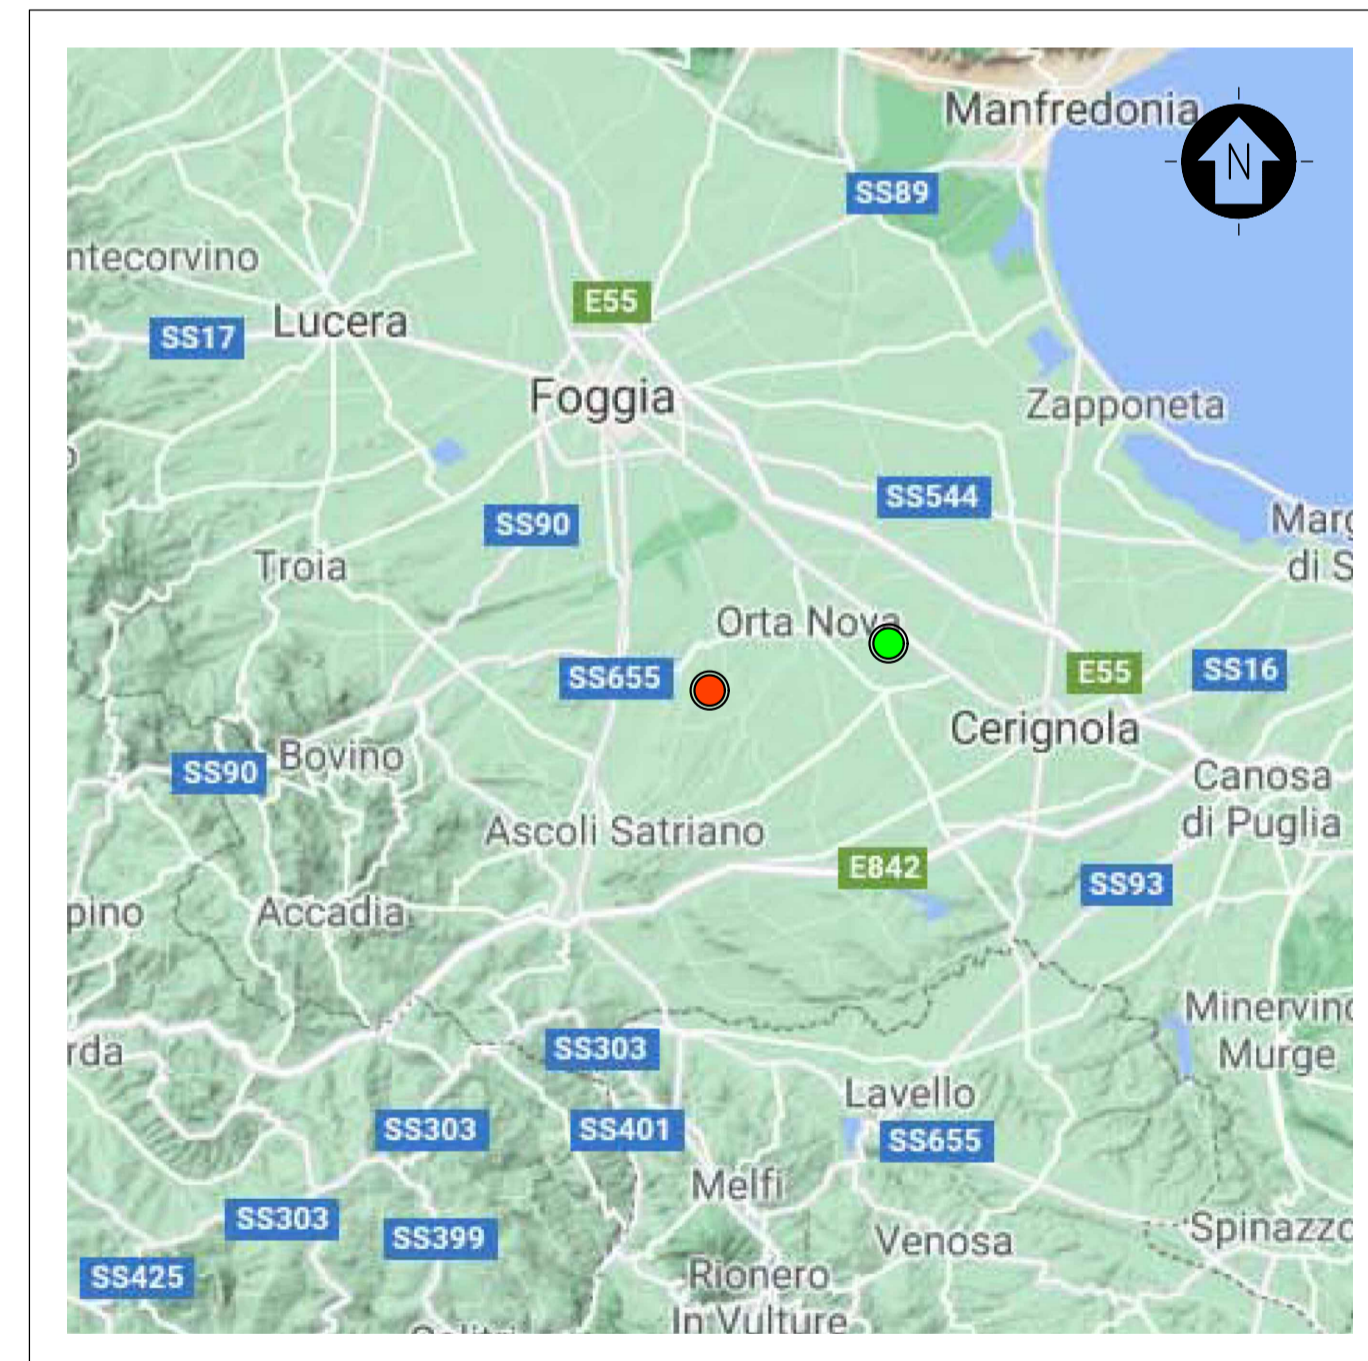 Manfredonia
N
SS89
ntecorvino
E55
SS17
Lucera
Foggia
Zapponeta
SS544
SS90
Marg
di S
Troia
Orta Nova
SS655
E55
SS16
Cerignola
SS90
Bovino
Canosa
di Puglia
Ascoli Satriano
E842
SS93
pino
Accadia
Minervino
Murge
rda
SS303
Lavello
SS303
SS401
SS655
Melfi
SS303
SS399
Venosa
Spinazzo
SS425
Rionero
In Vulture